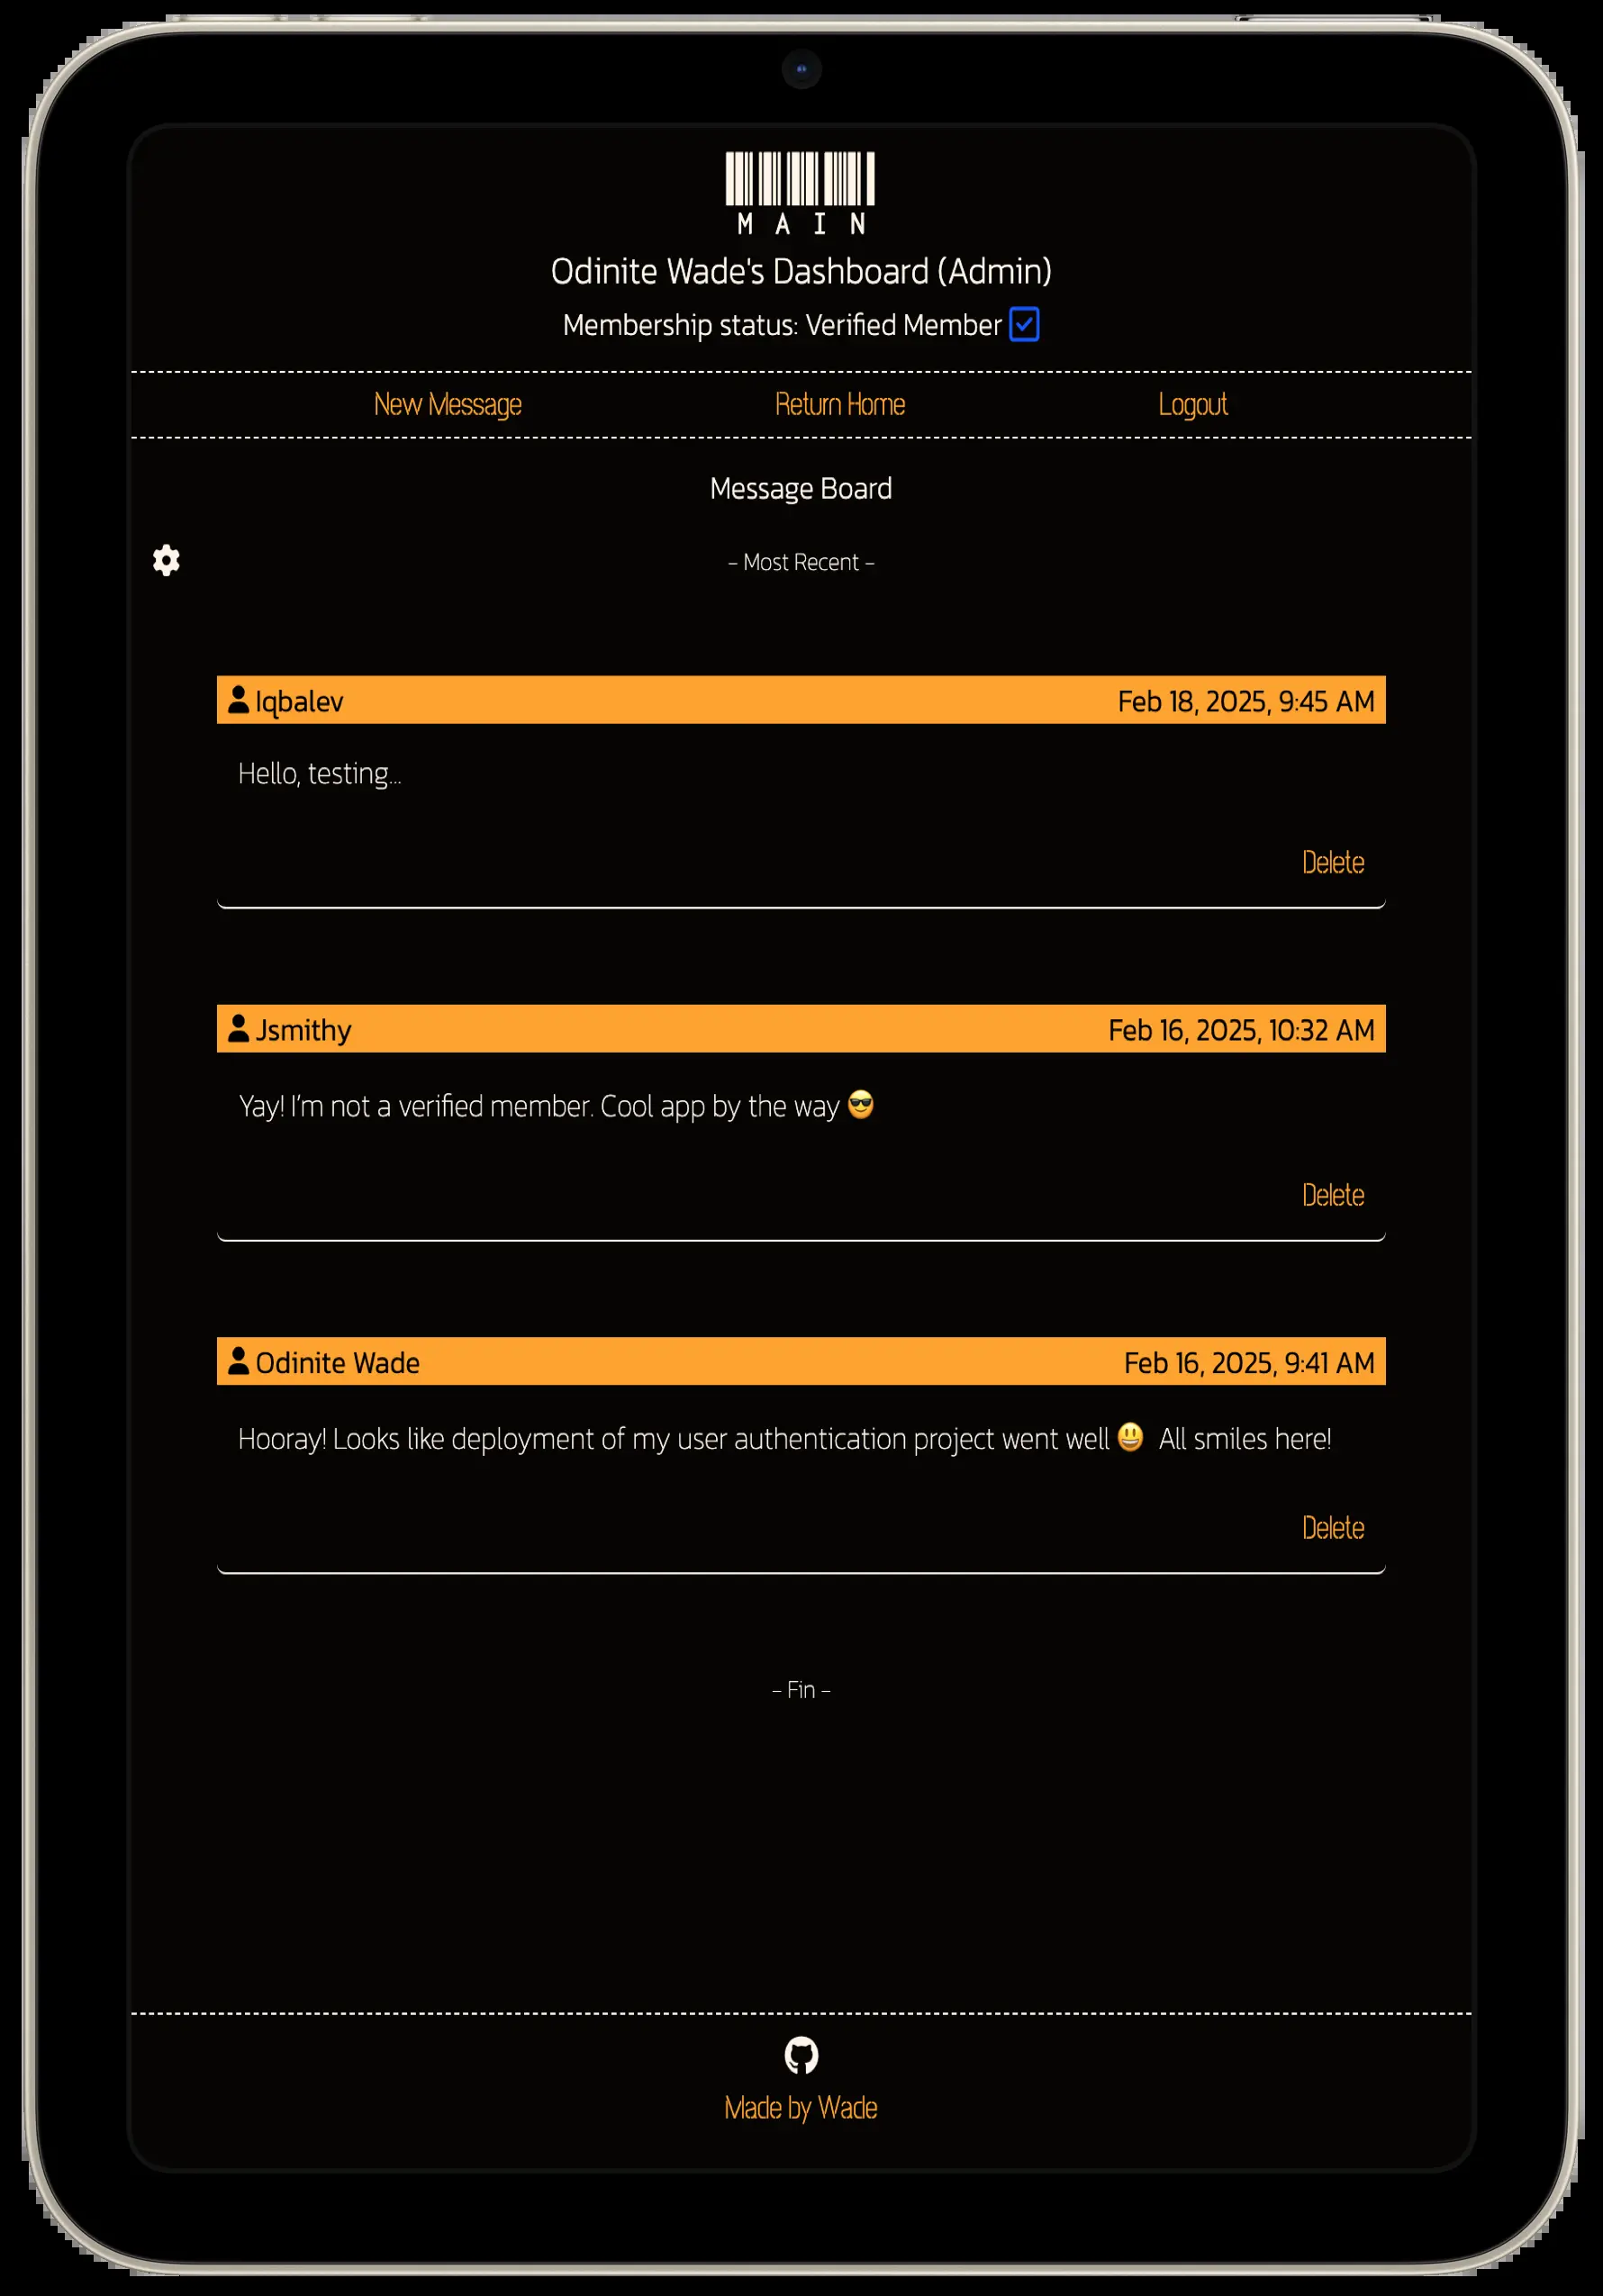 MAIN
Odinite Wade's Dashboard (Admin)
Membership status: Verified Member
New Message Return Home Logout
Message Board
– Most Recent –
Iqbalev Feb 18, 2025, 9:45 AM
Hello, testing...
Delete
Jsmithy Feb 16, 2025, 10:32 AM
Yay! I’m not a verified member. Cool app by the way 😎
Delete
Odinite Wade Feb 16, 2025, 9:41 AM
Hooray! Looks like deployment of my user authentication project went well 😃 All smiles here!
Delete
– Fin –
Made by Wade